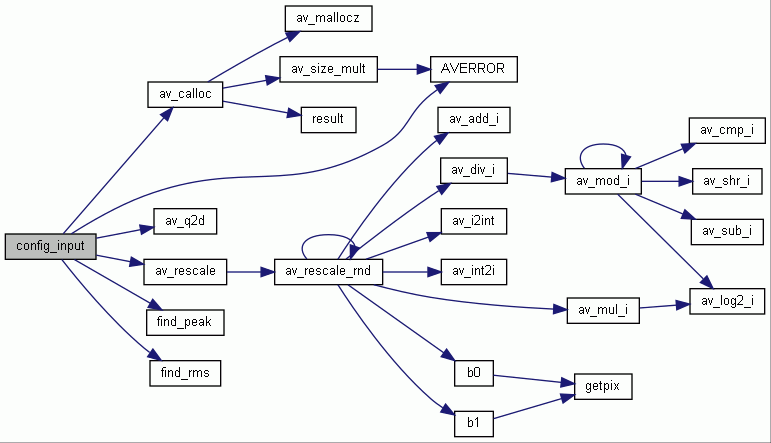 config_input
av_calloc
av_mallocz
av_size_mult
AVERROR
result
av_q2d
av_rescale
av_rescale_rnd
av_add_i
av_div_i
av_mod_i
av_cmp_i
av_shr_i
av_sub_i
av_log2_i
av_i2int
av_int2i
av_mul_i
b0
b1
getpix
find_peak
find_rms